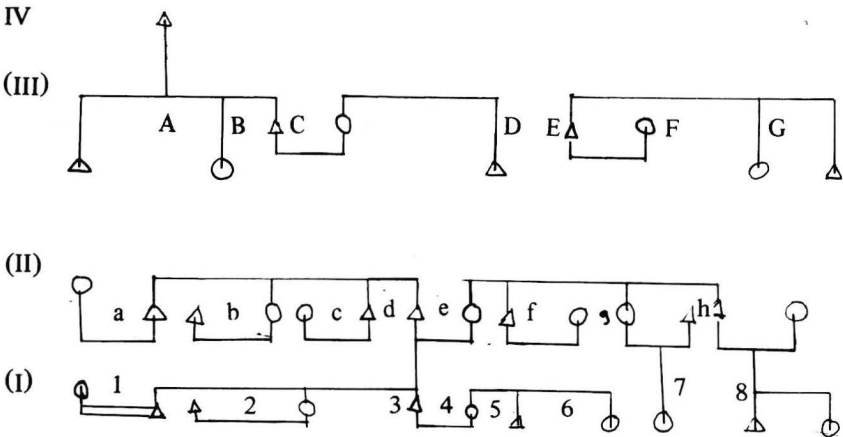 IV
(III)
A B C D E F G
(II)
a b c d e f g h
(I)
1 2 3 4 5 6 7 8